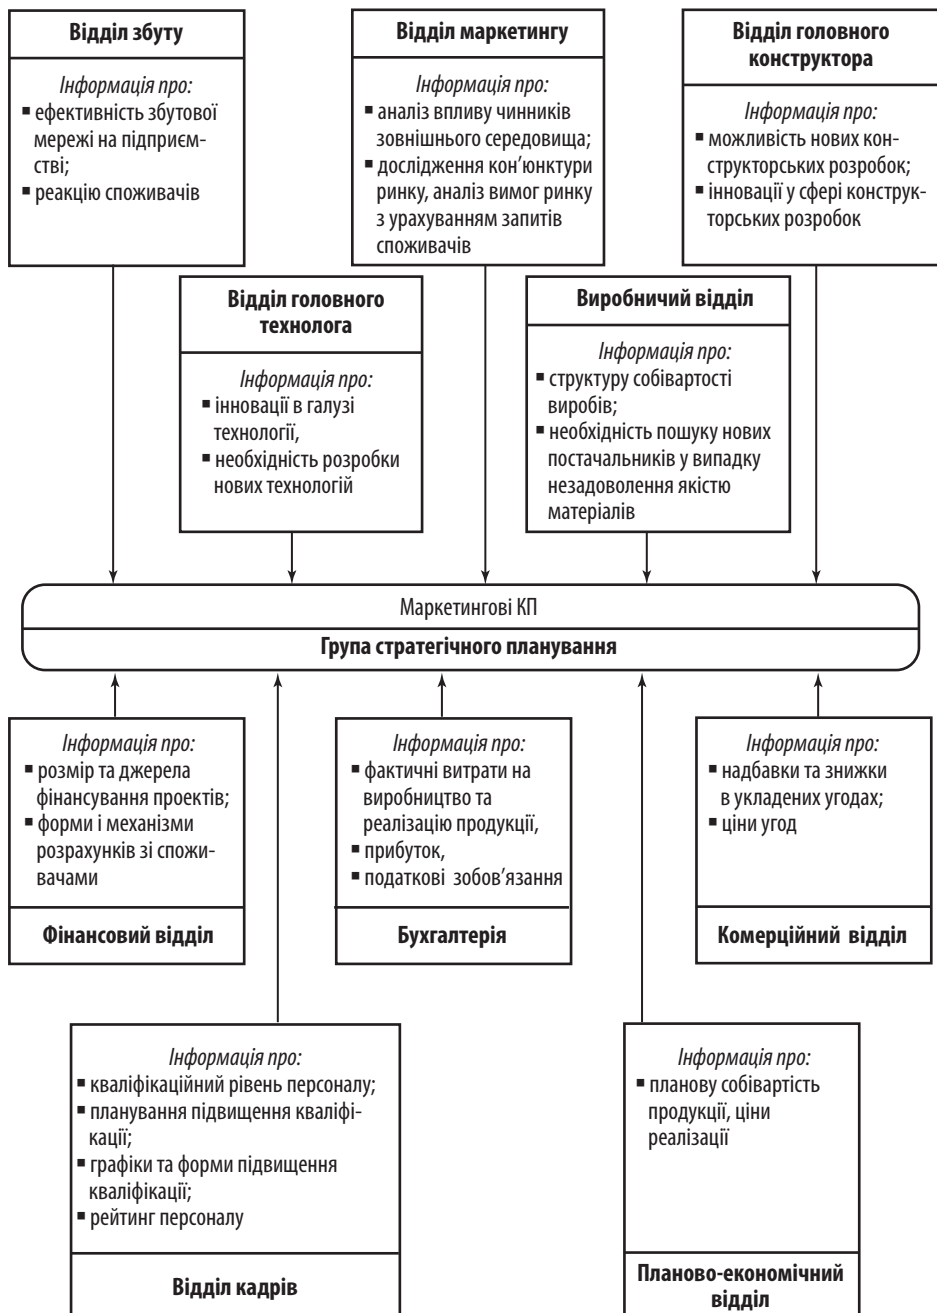 Відділ збуту
Інформація про:
▪ ефективність збутової
мережі на підприєм-
стві;
▪ реакцію споживачів
Відділ маркетингу
Інформація про:
▪ аналіз впливу чинників
зовнішнього середовища;
▪ дослідження кон’юнктури
ринку, аналіз вимог ринку
з урахуванням запитів
споживачів
Відділ головного
конструктора
Інформація про:
▪ можливість нових кон-
структорських розробок;
▪ інновації у сфері конструк-
торських розробок
Відділ головного
технолога
Інформація про:
▪ інновації в галузі
технології,
▪ необхідність розробки
нових технологій
Виробничий відділ
Інформація про:
▪ структуру собівартості
виробів;
▪ необхідність пошуку нових
постачальників у випадку
незадоволення якістю
матеріалів
Маркетингові КП
Група стратегічного планування
Інформація про:
▪ розмір та джерела
фінансування проектів;
▪ форми і механізми
розрахунків зі спожи-
вачами
Фінансовий відділ
Інформація про:
▪ фактичні витрати на
виробництво та
реалізацію продукції,
▪ прибуток,
▪ податкові зобов’язання
Бухгалтерія
Інформація про:
▪ надбавки та знижки
в укладених угодах;
▪ ціни угод
Комерційний відділ
Інформація про:
▪ кваліфікаційний рівень персоналу;
▪ планування підвищення кваліфі-
кації;
▪ графіки та форми підвищення
кваліфікації;
▪ рейтинг персоналу
Відділ кадрів
Інформація про:
▪ планову собівартість
продукції, ціни
реалізації
Планово-економічний
відділ